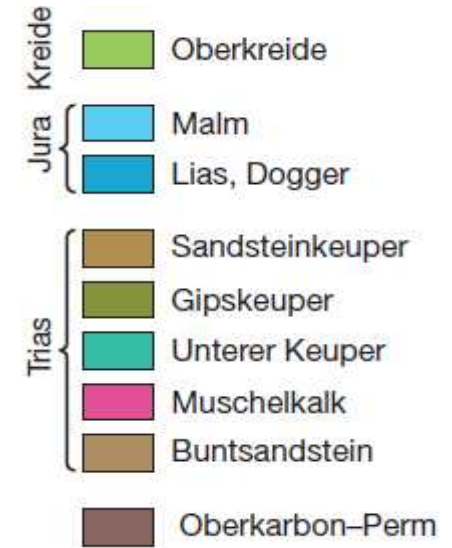 Kreide
Oberkreide
Jura
Malm
Lias, Dogger
Trias
Sandsteinkeuper
Gipskeuper
Unterer Keuper
Muschelkalk
Buntsandstein
Oberkarbon–Perm